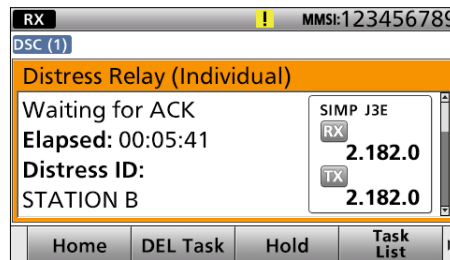 RX ! MMSI:123456789
DSC (1)
Distress Relay (Individual)
Waiting for ACK
Elapsed: 00:05:41
Distress ID:
STATION B
SIMP J3E
RX
2.182.0
TX
2.182.0
Home DEL Task Hold Task List